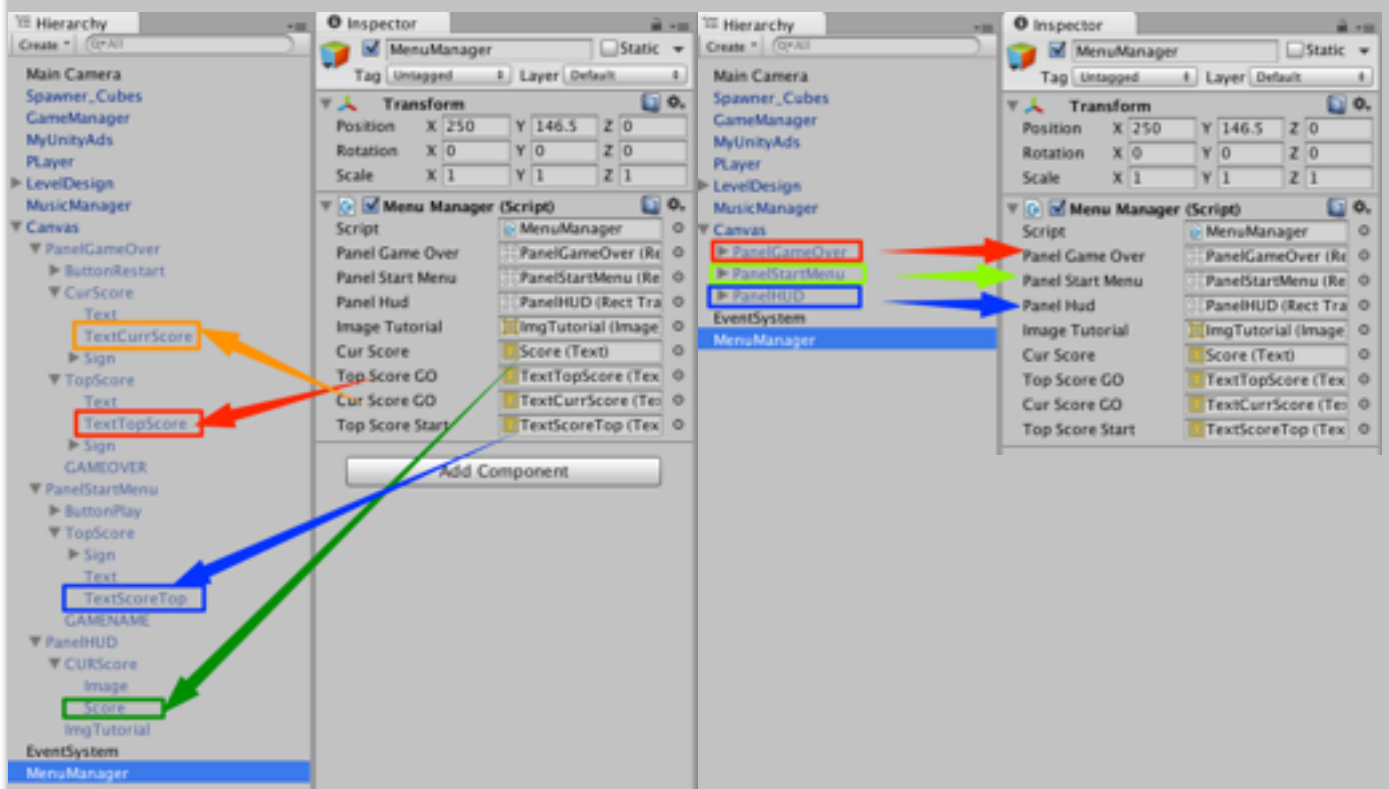 Hierarchy
Create
All
Main Camera
Spawner_Cubes
GameManager
MyUnityAds
PLayer
LevelDesign
MusicManager
Canvas
PanelGameOver
ButtonRestart
CurScore
Text
TextCurrScore
Sign
TopScore
Text
TextTopScore
Sign
GAMEOVER
PanelStartMenu
ButtonPlay
TopScore
Sign
Text
TextScoreTop
GAMENAME
PanelHUD
CURScore
Image
Score
ImgTutorial
EventSystem
MenuManager
Inspector
MenuManager Static
Tag Untagged Layer Default
Transform
Position X 250 Y 146.5 Z 0
Rotation X 0 Y 0 Z 0
Scale X 1 Y 1 Z 1
Menu Manager (Script)
Script MenuManager
Panel Game Over PanelGameOver (Re
Panel Start Menu PanelStartMenu (Re
Panel Hud PanelHUD (Rect Tra
Image Tutorial ImgTutorial (Image
Cur Score Score (Text)
Top Score GO TextTopScore (Tex
Cur Score GO TextCurrScore (Te
Top Score Start TextScoreTop (Tex
Add Component
Hierarchy
Create
All
Main Camera
Spawner_Cubes
GameManager
MyUnityAds
PLayer
LevelDesign
MusicManager
Canvas
PanelGameOver
PanelStartMenu
PanelHUD
EventSystem
MenuManager
Inspector
MenuManager Static
Tag Untagged Layer Default
Transform
Position X 250 Y 146.5 Z 0
Rotation X 0 Y 0 Z 0
Scale X 1 Y 1 Z 1
Menu Manager (Script)
Script MenuManager
Panel Game Over PanelGameOver (Re
Panel Start Menu PanelStartMenu (Re
Panel Hud PanelHUD (Rect Tra
Image Tutorial ImgTutorial (Image
Cur Score Score (Text)
Top Score GO TextTopScore (Tex
Cur Score GO TextCurrScore (Te
Top Score Start TextScoreTop (Tex